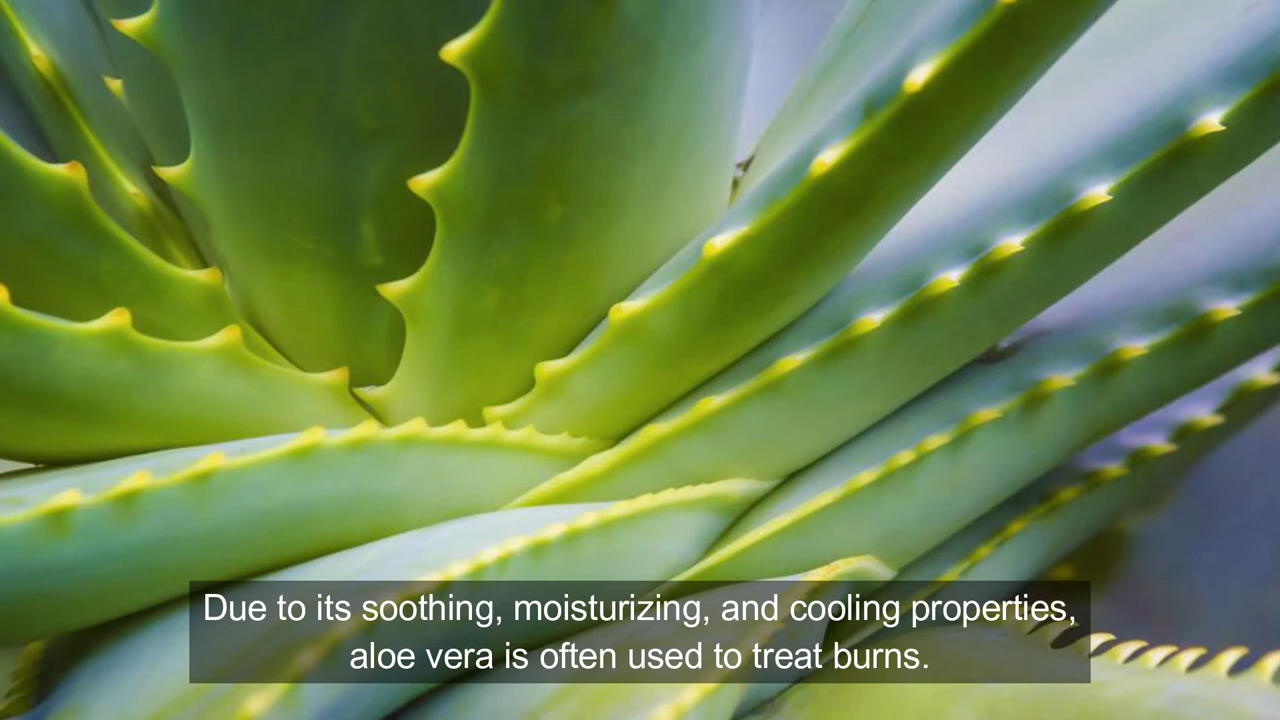 Due to its soothing, moisturizing, and cooling properties,
aloe vera is often used to treat burns.